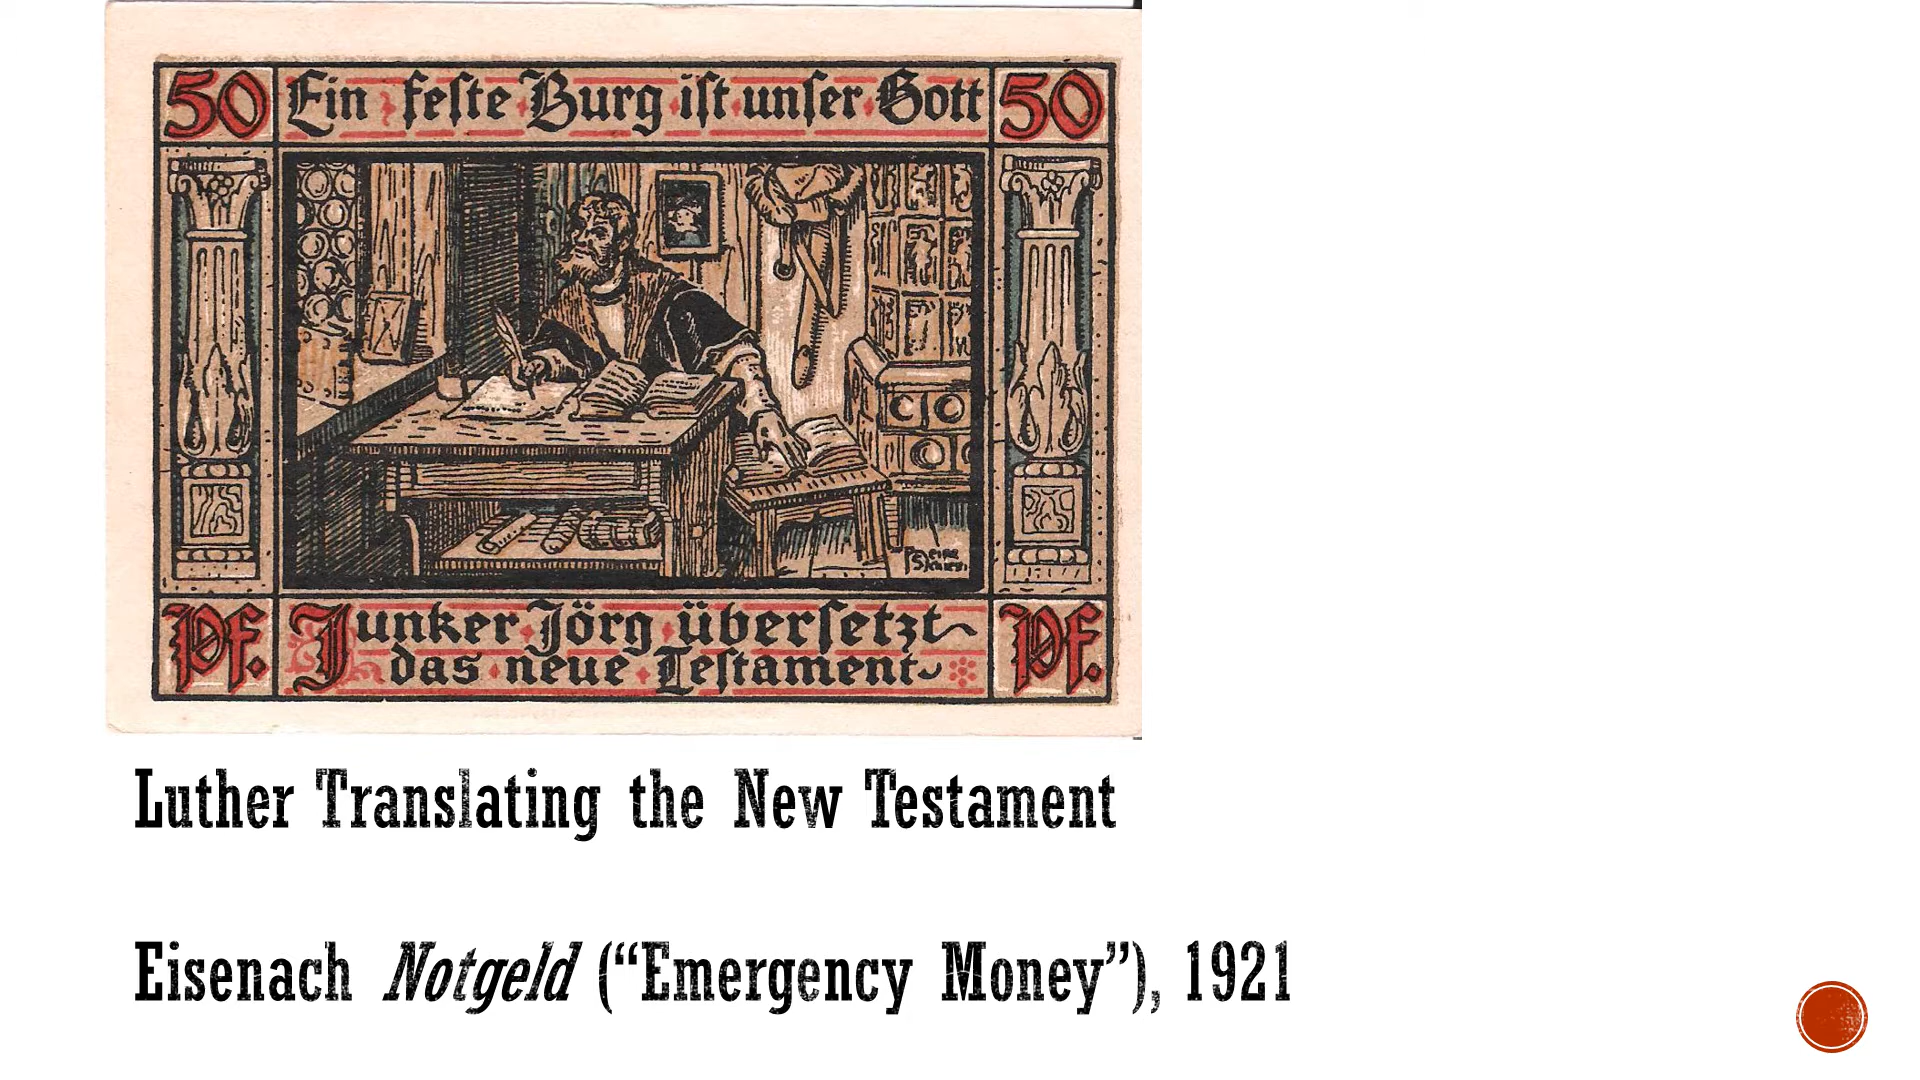 50 Ein feſte Burg iſt unſer Gott 50
Pf. Junker Jörg überſetzt Pf.
das neue Teſtament
Luther Translating the New Testament
Eisenach Notgeld (“Emergency Money”), 1921